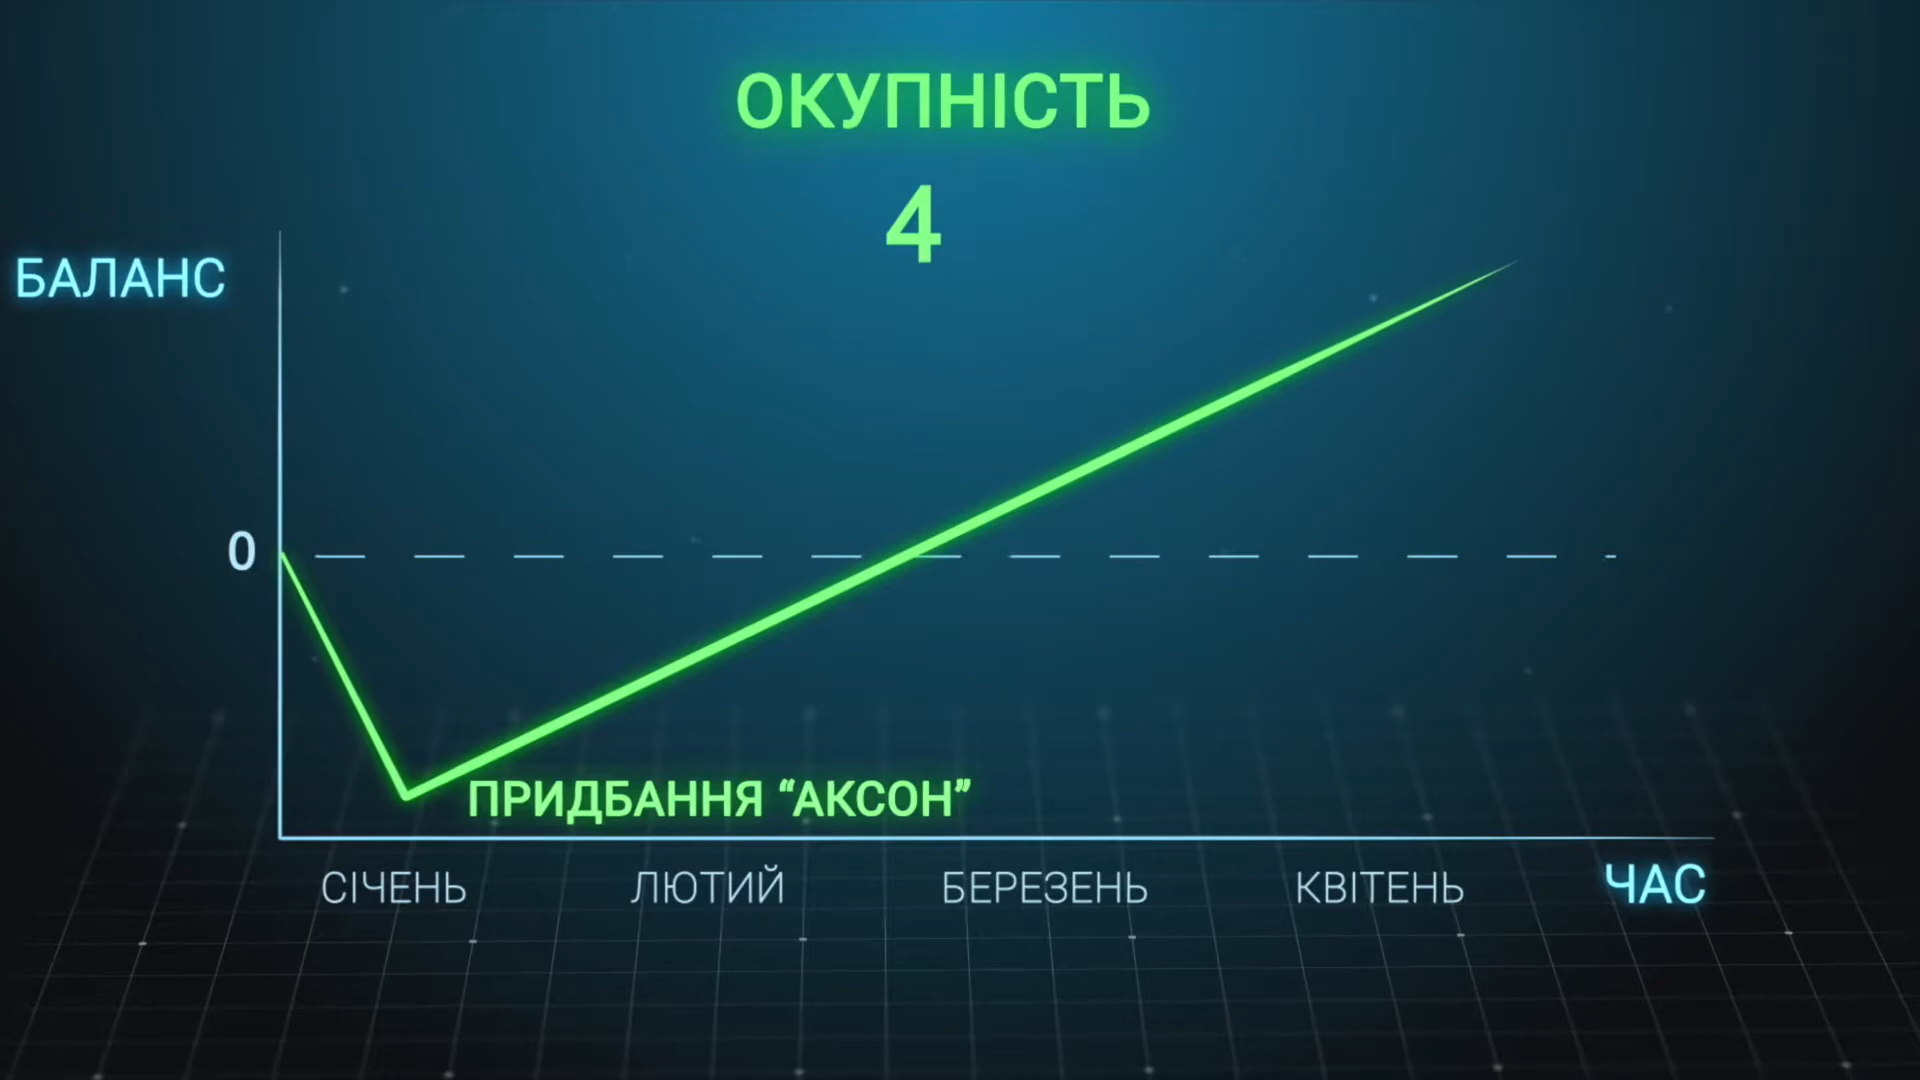 ОКУПНІСТЬ
4
БАЛАНС
0
ПРИДБАННЯ “АКСОН”
СІЧЕНЬ ЛЮТИЙ БЕРЕЗЕНЬ КВІТЕНЬ ЧАС